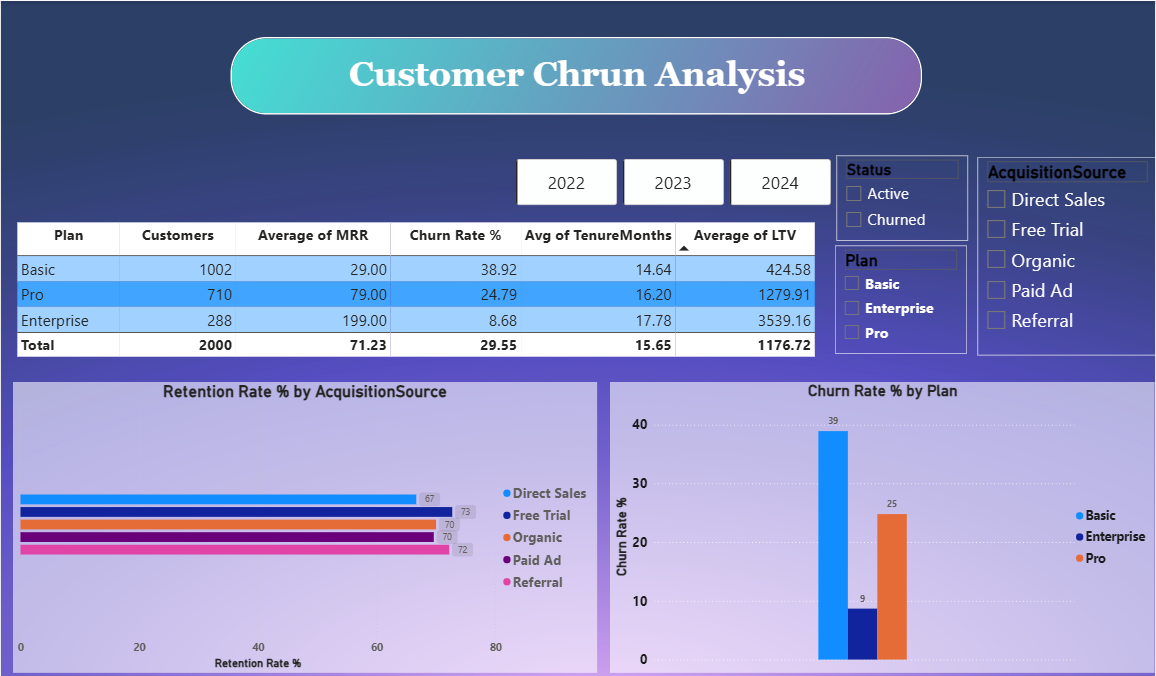 Customer Chrun Analysis
2022 2023 2024
Status
Active
Churned
Plan
Basic
Enterprise
Pro
AcquisitionSource
Direct Sales
Free Trial
Organic
Paid Ad
Referral
Plan Customers Average of MRR Churn Rate % Avg of TenureMonths Average of LTV
Basic 1002 29.00 38.92 14.64 424.58
Pro 710 79.00 24.79 16.20 1279.91
Enterprise 288 199.00 8.68 17.78 3539.16
Total 2000 71.23 29.55 15.65 1176.72
Retention Rate % by AcquisitionSource
67
73
70
70
72
Direct Sales
Free Trial
Organic
Paid Ad
Referral
0 20 40 60 80
Retention Rate %
Churn Rate % by Plan
Churn Rate %
40
30
20
10
0
39
9
25
Basic
Enterprise
Pro